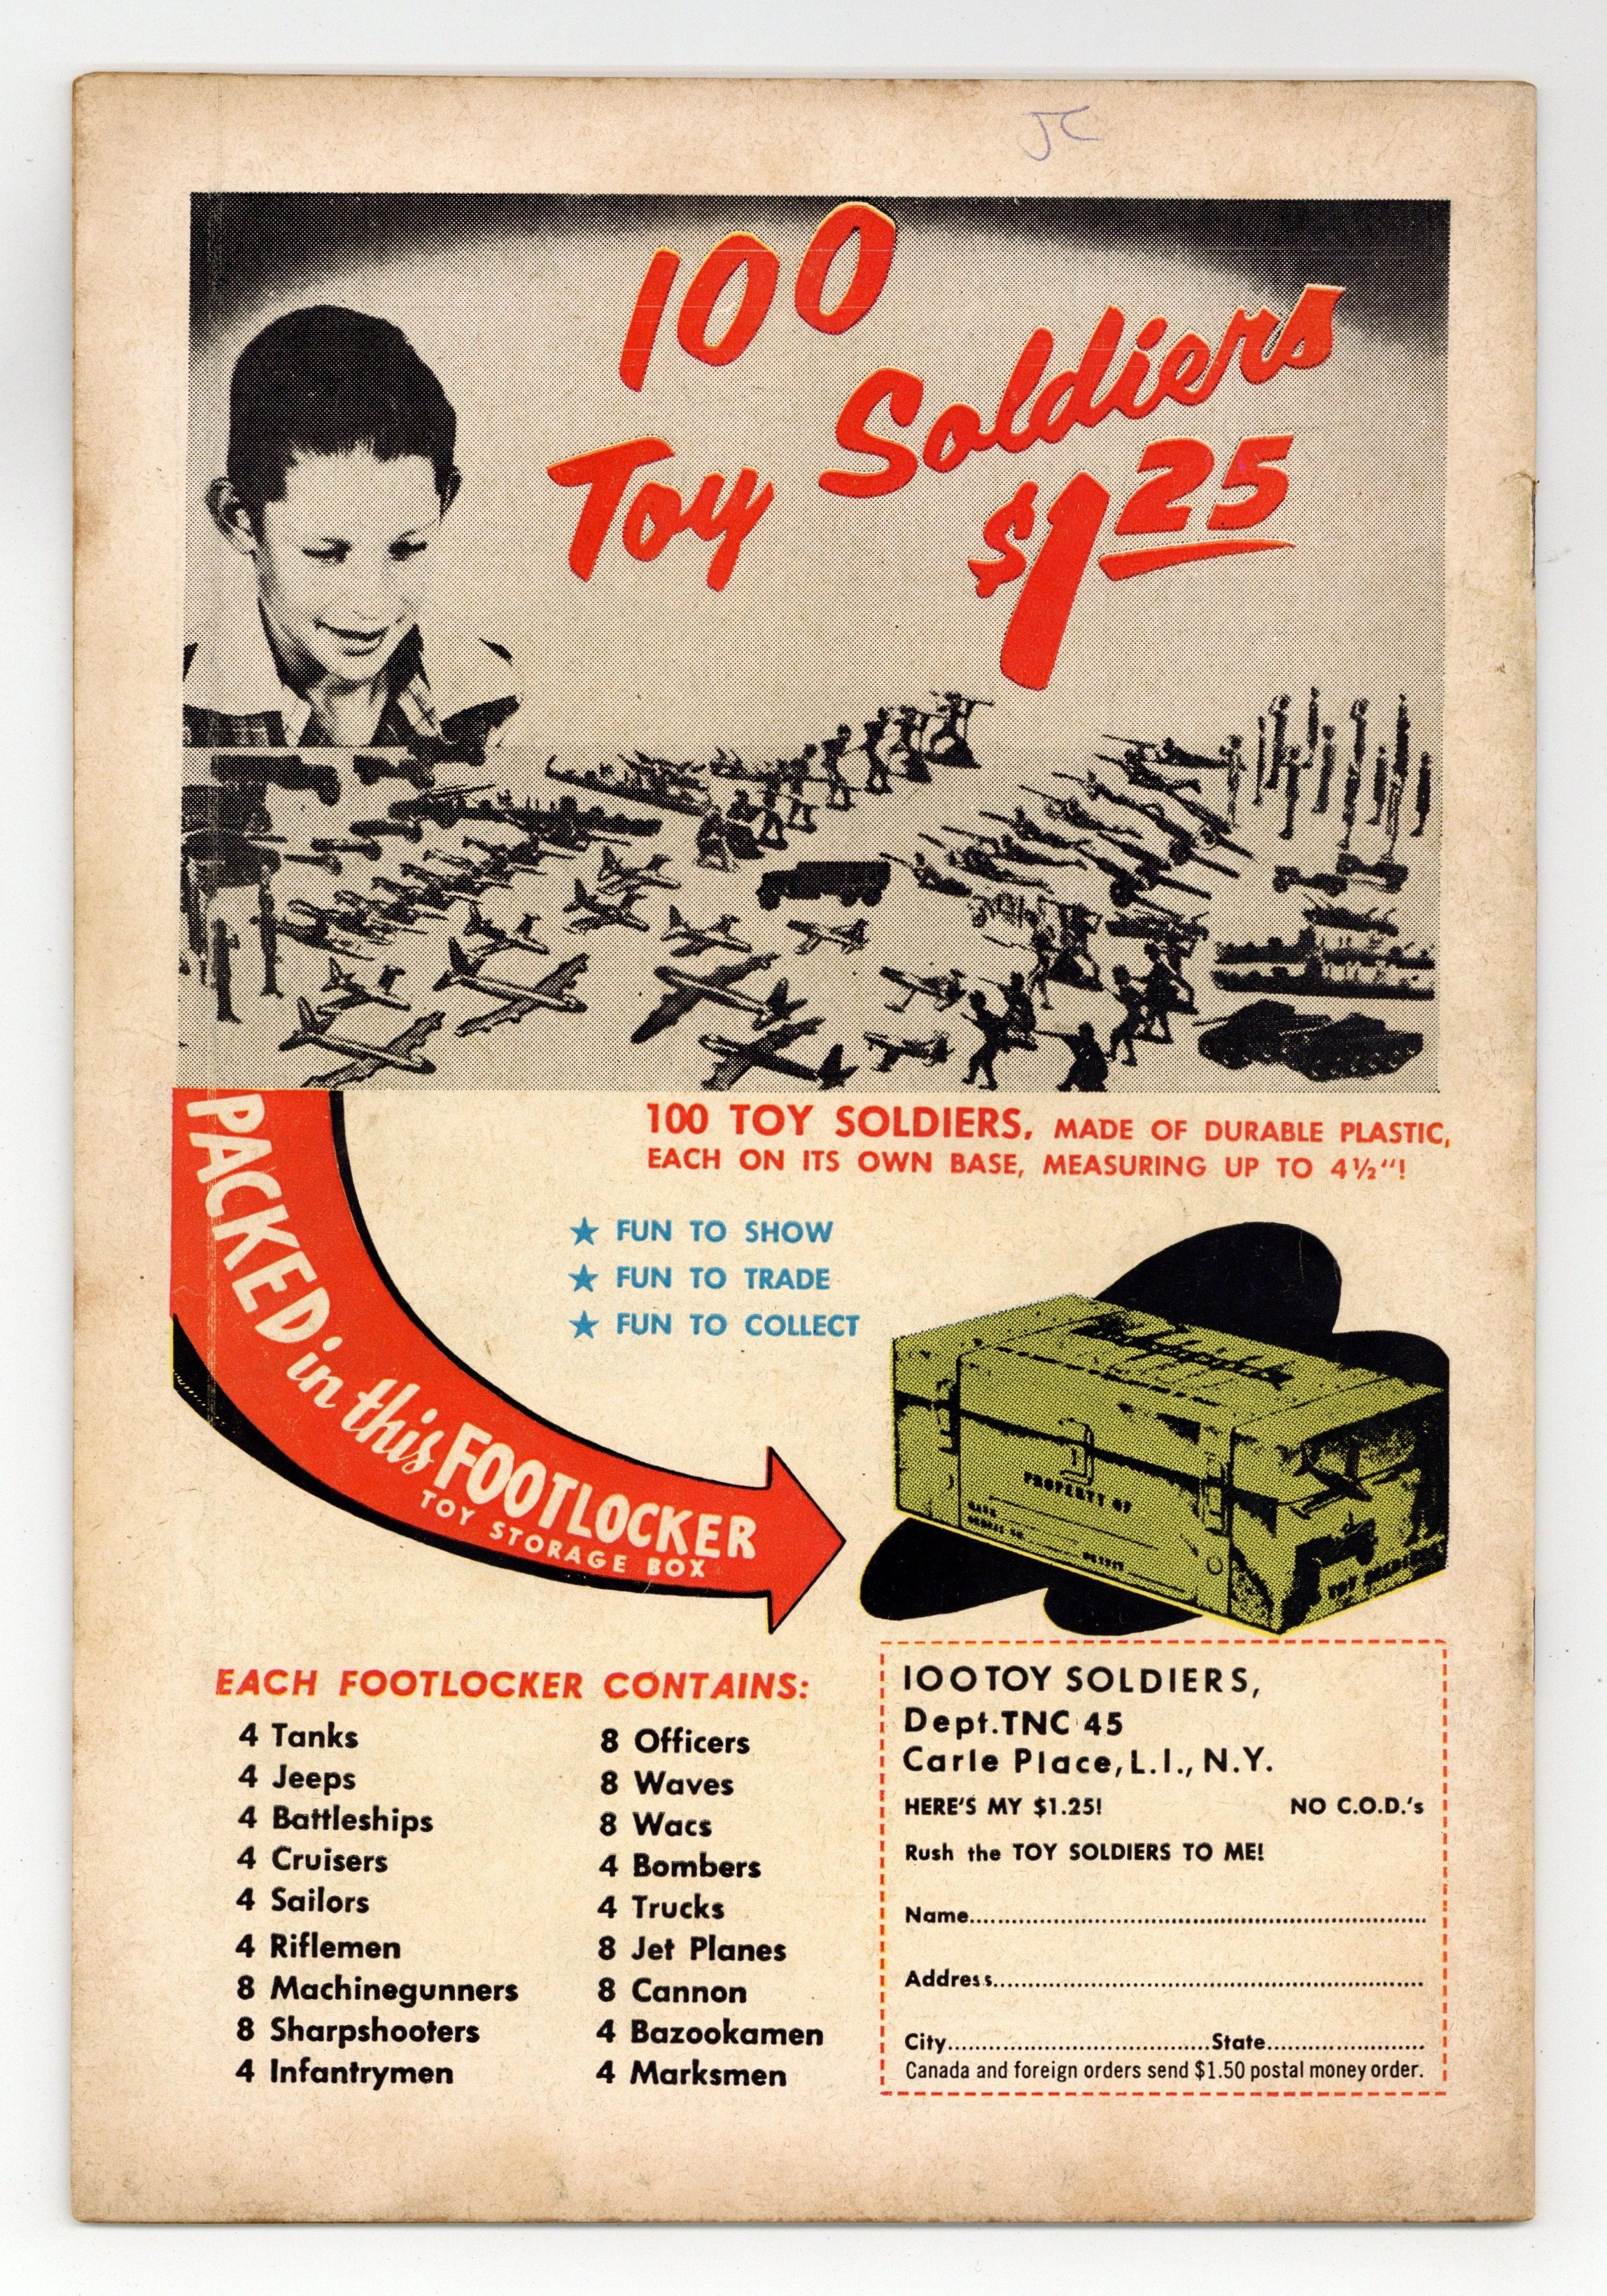 JC
100
Toy Soldiers
$1 25
100 TOY SOLDIERS, MADE OF DURABLE PLASTIC,
EACH ON ITS OWN BASE, MEASURING UP TO 4½"!
★ FUN TO SHOW
★ FUN TO TRADE
★ FUN TO COLLECT
PACKED in this FOOTLOCKER
TOY STORAGE BOX
PROPERTY OF
EACH FOOTLOCKER CONTAINS:
4 Tanks
4 Jeeps
4 Battleships
4 Cruisers
4 Sailors
4 Riflemen
8 Machinegunners
8 Sharpshooters
4 Infantrymen
8 Officers
8 Waves
8 Wacs
4 Bombers
4 Trucks
8 Jet Planes
8 Cannon
4 Bazookamen
4 Marksmen
100 TOY SOLDIERS,
Dept. TNC 45
Carle Place, L.I., N.Y.
HERE'S MY $1.25! NO C.O.D.'s
Rush the TOY SOLDIERS TO ME!
Name
Address
City State
Canada and foreign orders send $1.50 postal money order.